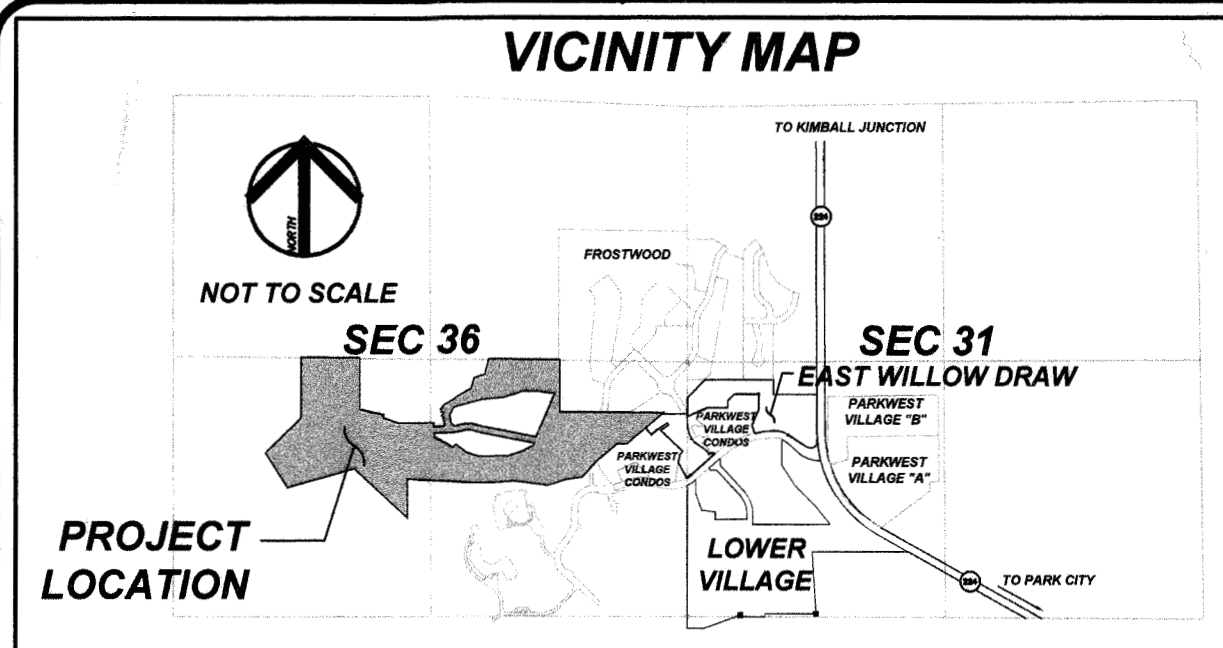 VICINITY MAP
TO KIMBALL JUNCTION
NORTH
224
FROSTWOOD
NOT TO SCALE
SEC 36
SEC 31
EAST WILLOW DRAW
PARKWEST
VILLAGE "B"
PARKWEST
VILLAGE
CONDOS
PARKWEST
VILLAGE
CONDOS
PARKWEST
VILLAGE "A"
PROJECT
LOCATION
LOWER
VILLAGE
224
TO PARK CITY